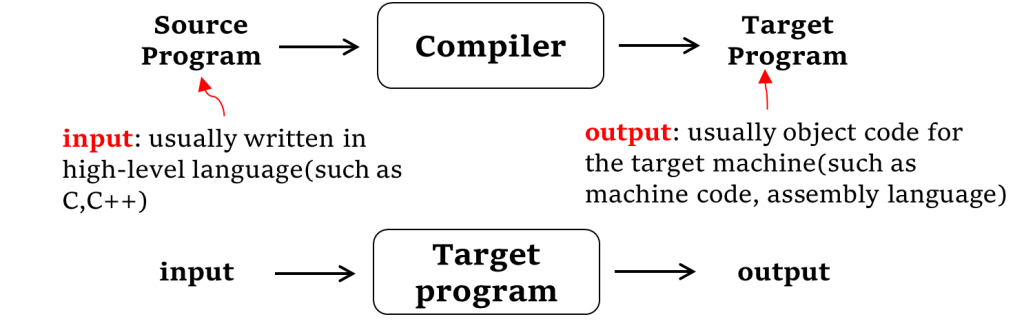 Source
Program
Compiler
Target
Program
input: usually written in
high-level language(such as
C,C++)
output: usually object code for
the target machine(such as
machine code, assembly language)
input
Target
program
output